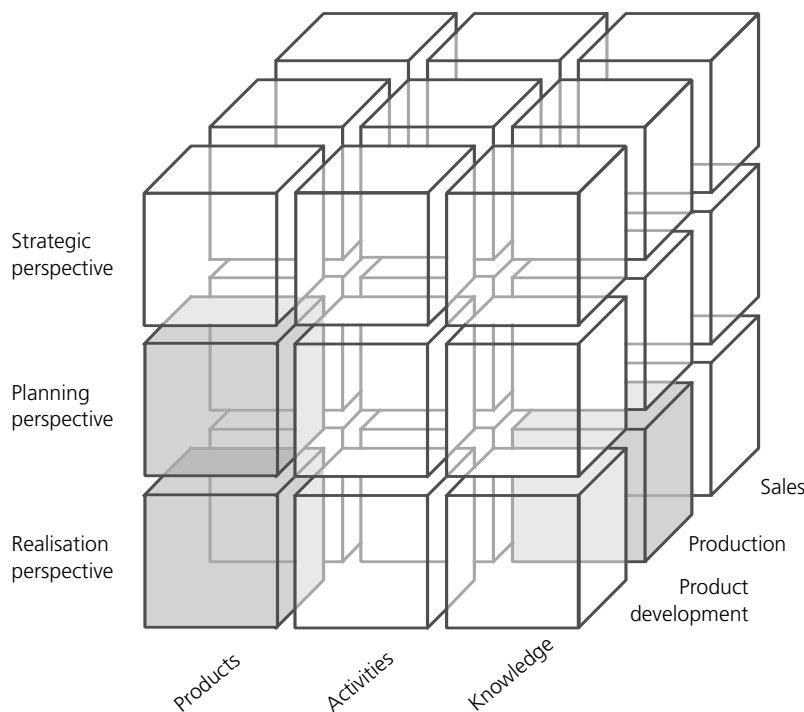 Strategic
perspective
Planning
perspective
Realisation
perspective
Sales
Production
Product
development
Products
Activities
Knowledge